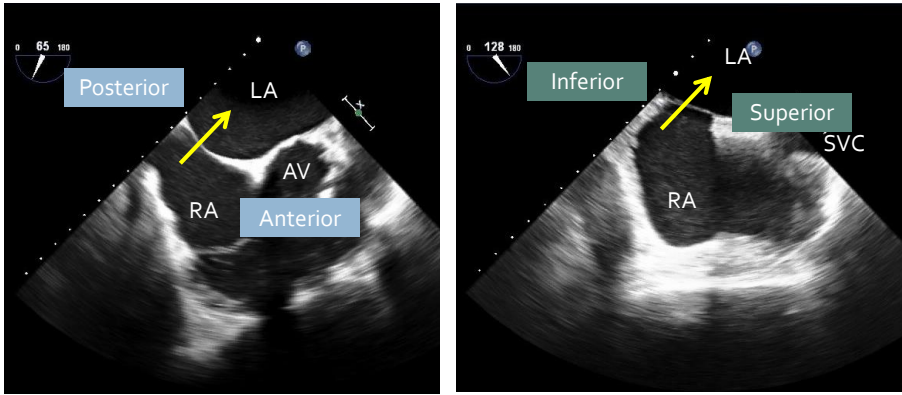 0 65 180
P
Posterior
LA
x
AV
RA
Anterior
0 128 180
P
LA
Inferior
Superior
SVC
RA